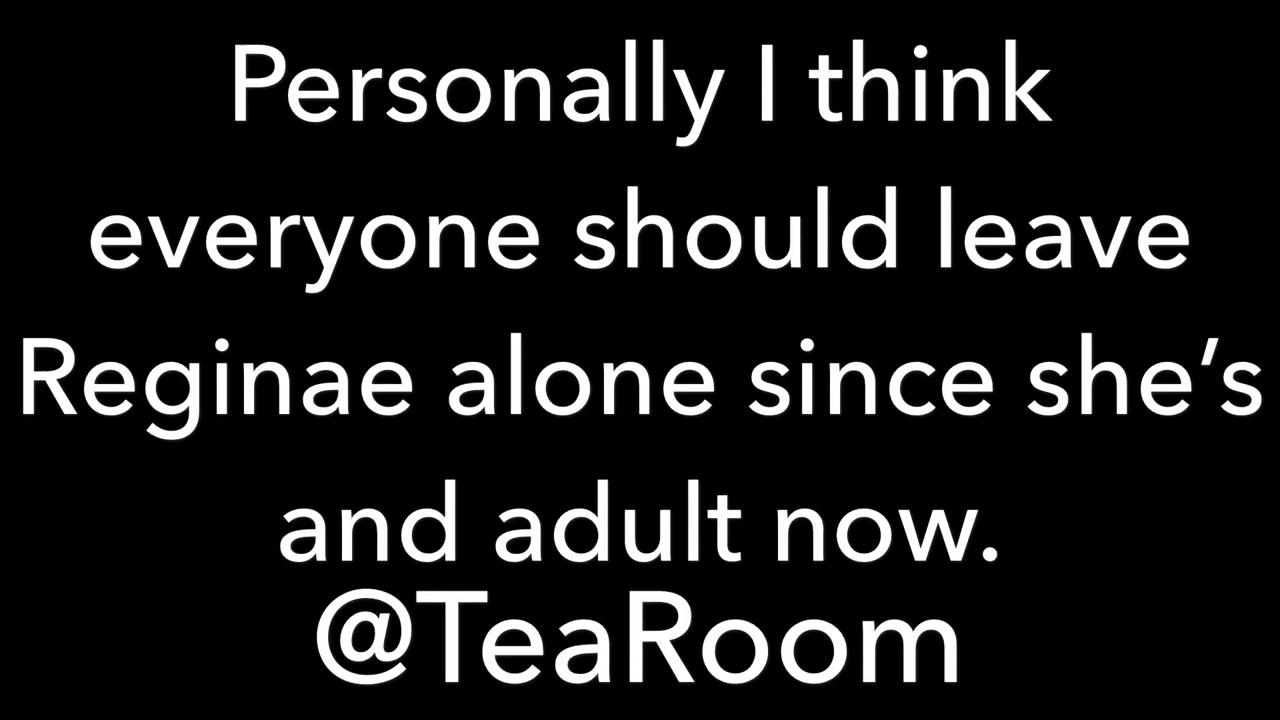 Personally I think
everyone should leave
Reginae alone since she’s
and adult now.
@TeaRoom